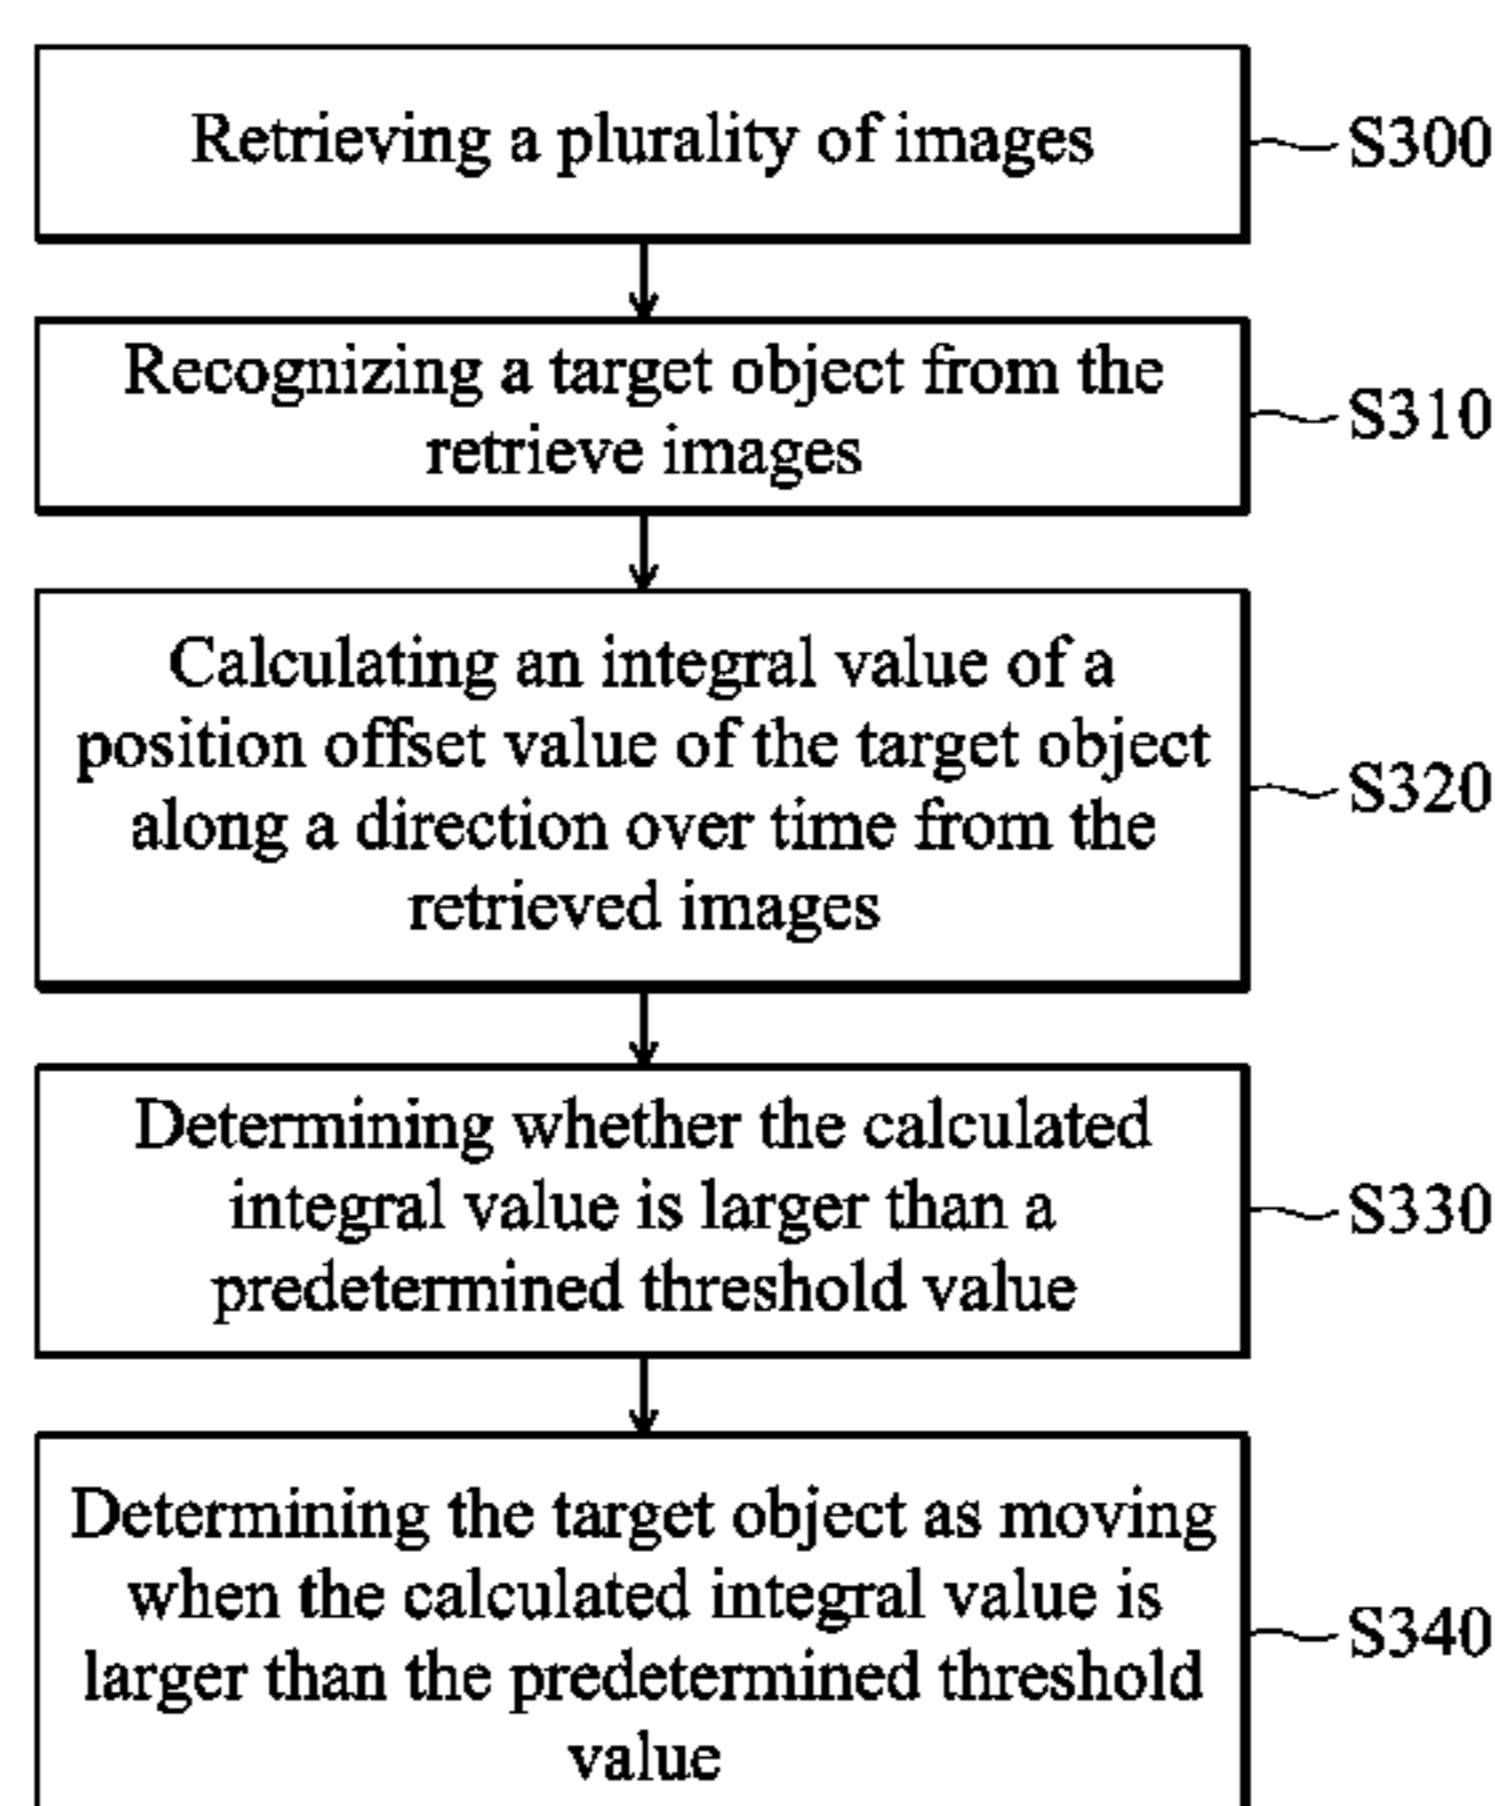 Retrieving a plurality of images
S300
Recognizing a target object from the
retrieve images
S310
Calculating an integral value of a
position offset value of the target object
along a direction over time from the
retrieved images
S320
Determining whether the calculated
integral value is larger than a
predetermined threshold value
S330
Determining the target object as moving
when the calculated integral value is
larger than the predetermined threshold
value
S340